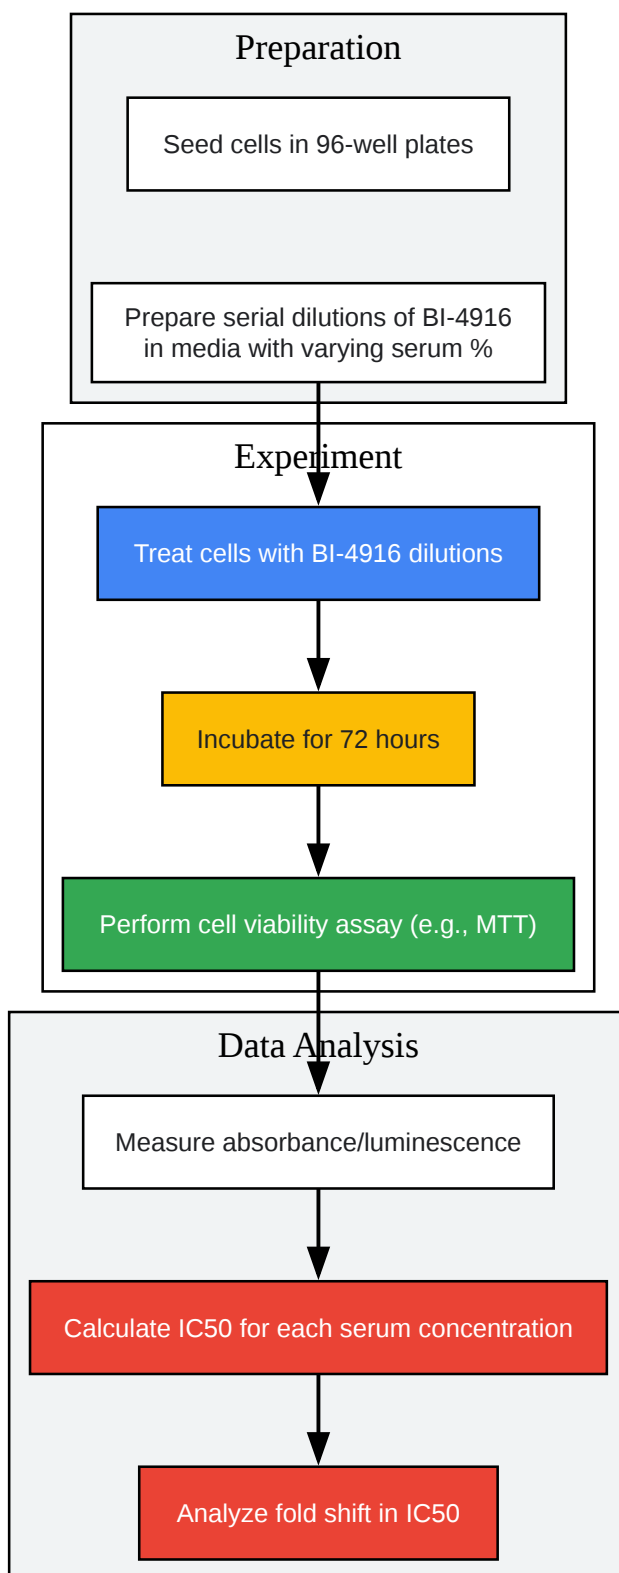 Preparation
Seed cells in 96-well plates
Prepare serial dilutions of BI-4916
in media with varying serum %
Experiment
Treat cells with BI-4916 dilutions
Incubate for 72 hours
Perform cell viability assay (e.g., MTT)
Data Analysis
Measure absorbance/luminescence
Calculate IC50 for each serum concentration
Analyze fold shift in IC50